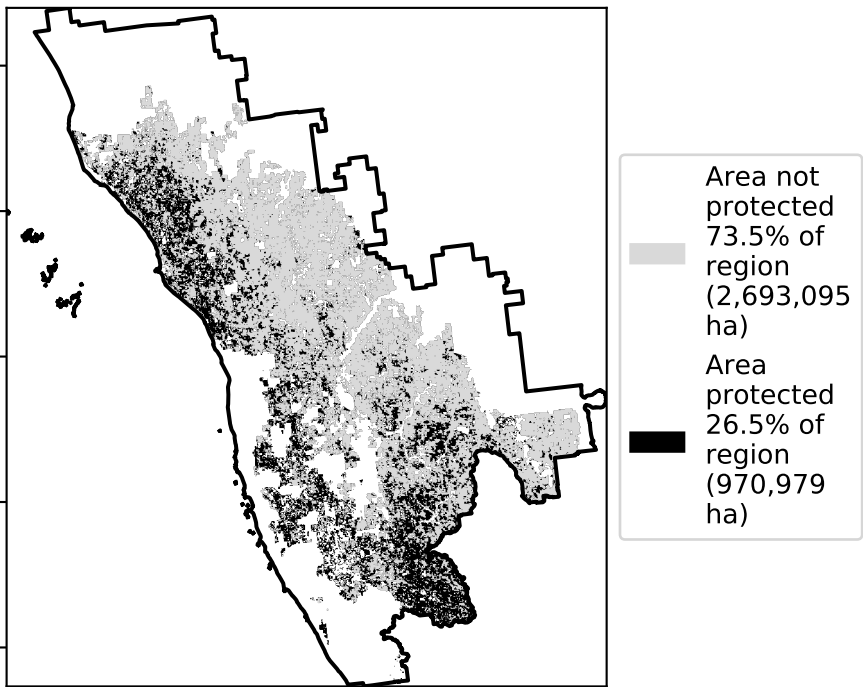 Area not
protected
73.5% of
region
(2,693,095
ha)
Area
protected
26.5% of
region
(970,979
ha)